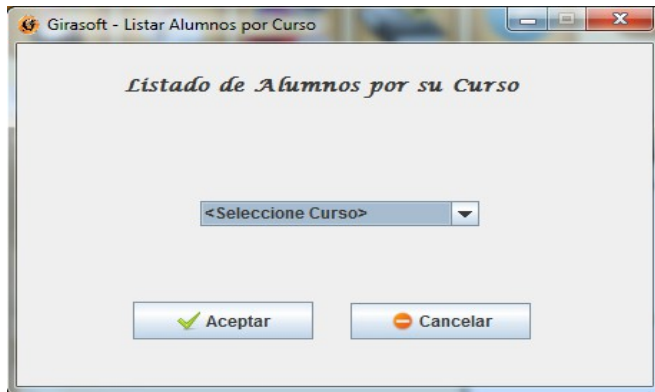 Girasoft - Listar Alumnos por Curso
Listado de Alumnos por su Curso
<Seleccione Curso>
Aceptar
Cancelar